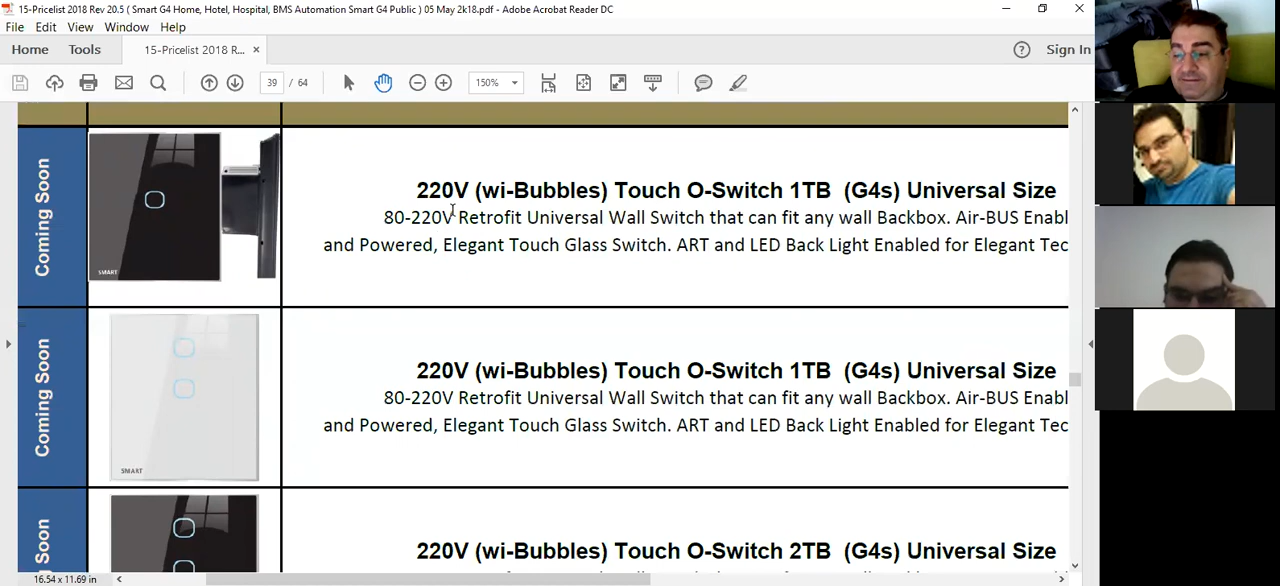 15-Pricelist 2018 Rev 20.5 ( Smart G4 Home, Hotel, Hospital, BMS Automation Smart G4 Public ) 05 May 2k18.pdf - Adobe Acrobat Reader DC
File Edit View Window Help
Home Tools 15-Pricelist 2018 R... × Sign In
39 / 64 150%
Coming Soon
SMART
220V (wi-Bubbles) Touch O-Switch 1TB (G4s) Universal Size
80-220V Retrofit Universal Wall Switch that can fit any wall Backbox. Air-BUS Enabl
and Powered, Elegant Touch Glass Switch. ART and LED Back Light Enabled for Elegant Tec
Coming Soon
SMART
220V (wi-Bubbles) Touch O-Switch 1TB (G4s) Universal Size
80-220V Retrofit Universal Wall Switch that can fit any wall Backbox. Air-BUS Enabl
and Powered, Elegant Touch Glass Switch. ART and LED Back Light Enabled for Elegant Tec
Soon
220V (wi-Bubbles) Touch O-Switch 2TB (G4s) Universal Size
16.54 x 11.69 in